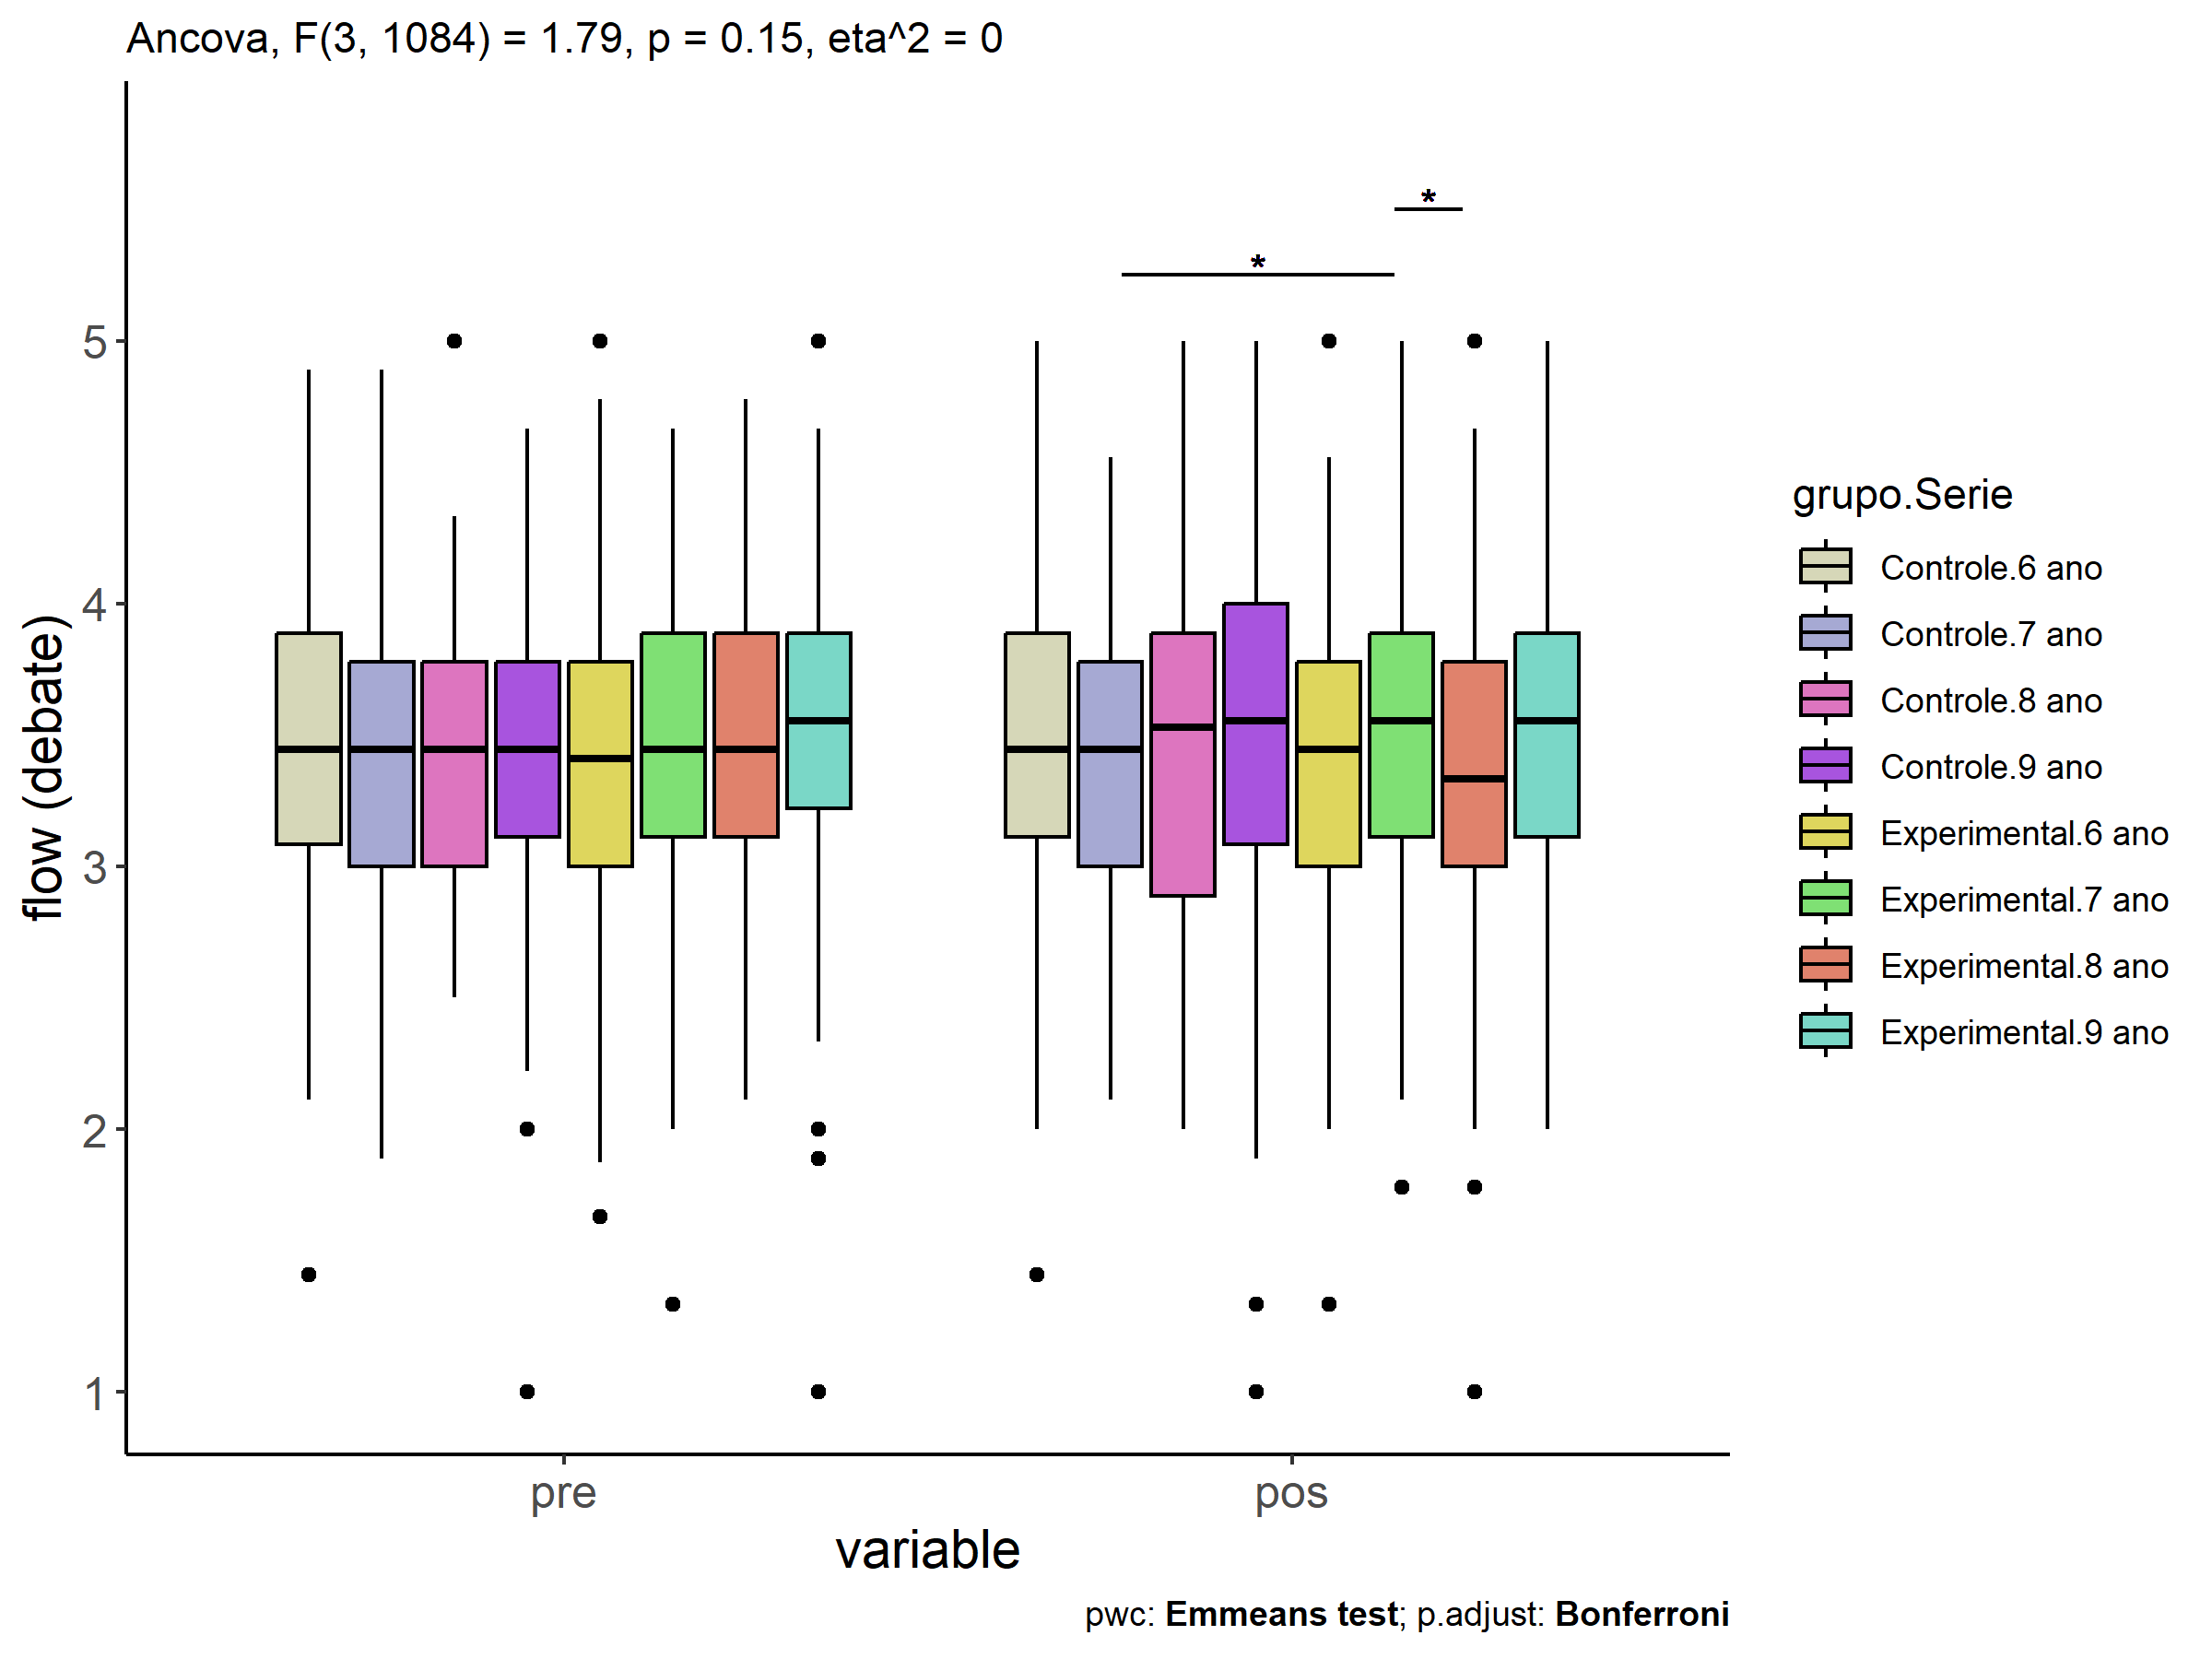 Ancova, F(3, 1084) = 1.79, p = 0.15, eta^2 = 0
*
*
5
4
3
2
1
flow (debate)
pre
pos
variable
grupo.Serie
Controle.6 ano
Controle.7 ano
Controle.8 ano
Controle.9 ano
Experimental.6 ano
Experimental.7 ano
Experimental.8 ano
Experimental.9 ano
pwc: Emmeans test; p.adjust: Bonferroni